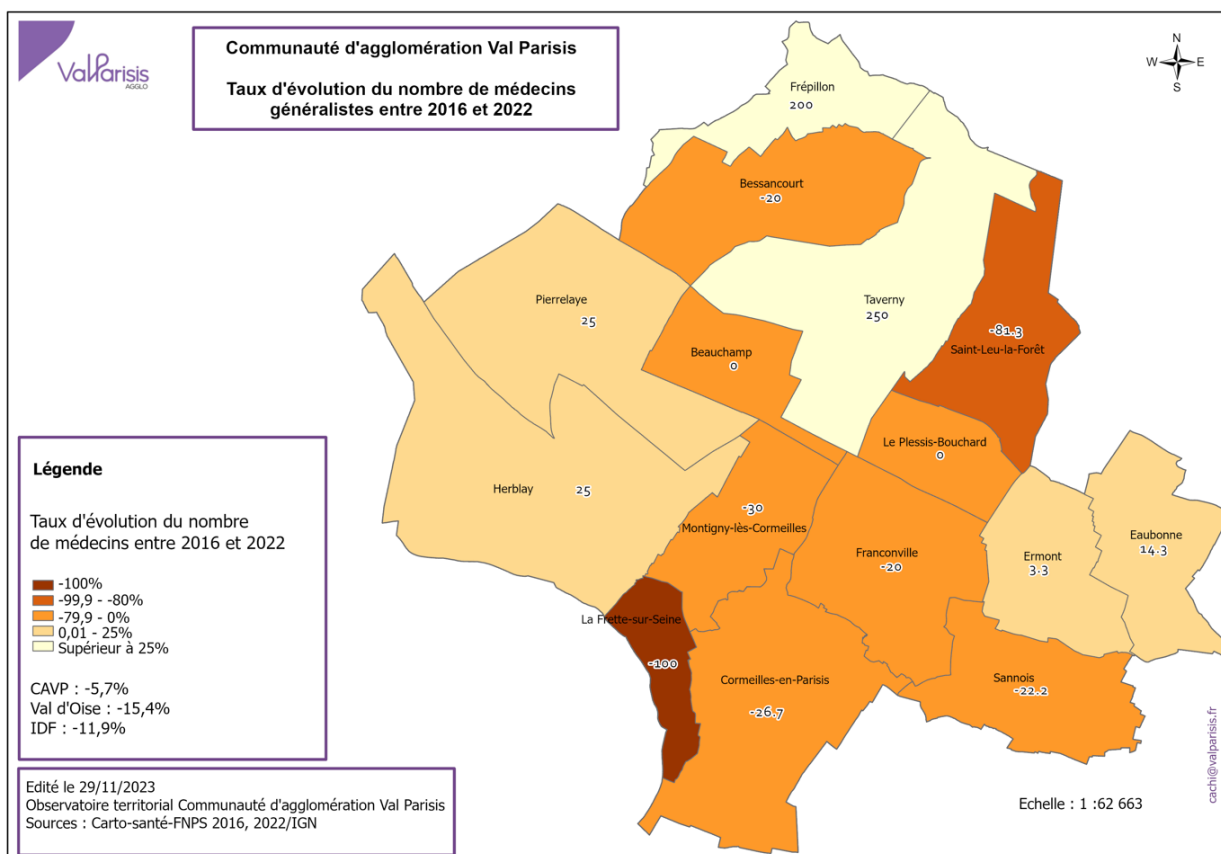 ValParisis
AGGLO
Communauté d'agglomération Val Parisis
Taux d'évolution du nombre de médecins
généralistes entre 2016 et 2022
N
W E
S
Frépillon
200
Bessancourt
-20
Pierrelaye
25
Taverny
250
Beauchamp
0
-81.3
Saint-Leu-la-Forêt
Le Plessis-Bouchard
0
Herblay 25
-30
Montigny-lès-Cormeilles
Franconville
-20
Ermont
3.3
Eaubonne
14.3
La Frette-sur-Seine
-100
Cormeilles-en-Parisis
-26.7
Sannois
-22.2
Légende
Taux d'évolution du nombre
de médecins entre 2016 et 2022
-100%
-99,9 - -80%
-79,9 - 0%
0,01 - 25%
Supérieur à 25%
CAVP : -5,7%
Val d'Oise : -15,4%
IDF : -11,9%
Edité le 29/11/2023
Observatoire territorial Communauté d'agglomération Val Parisis
Sources : Carto-santé-FNPS 2016, 2022/IGN
Echelle : 1 :62 663
cachi@valparisis.fr